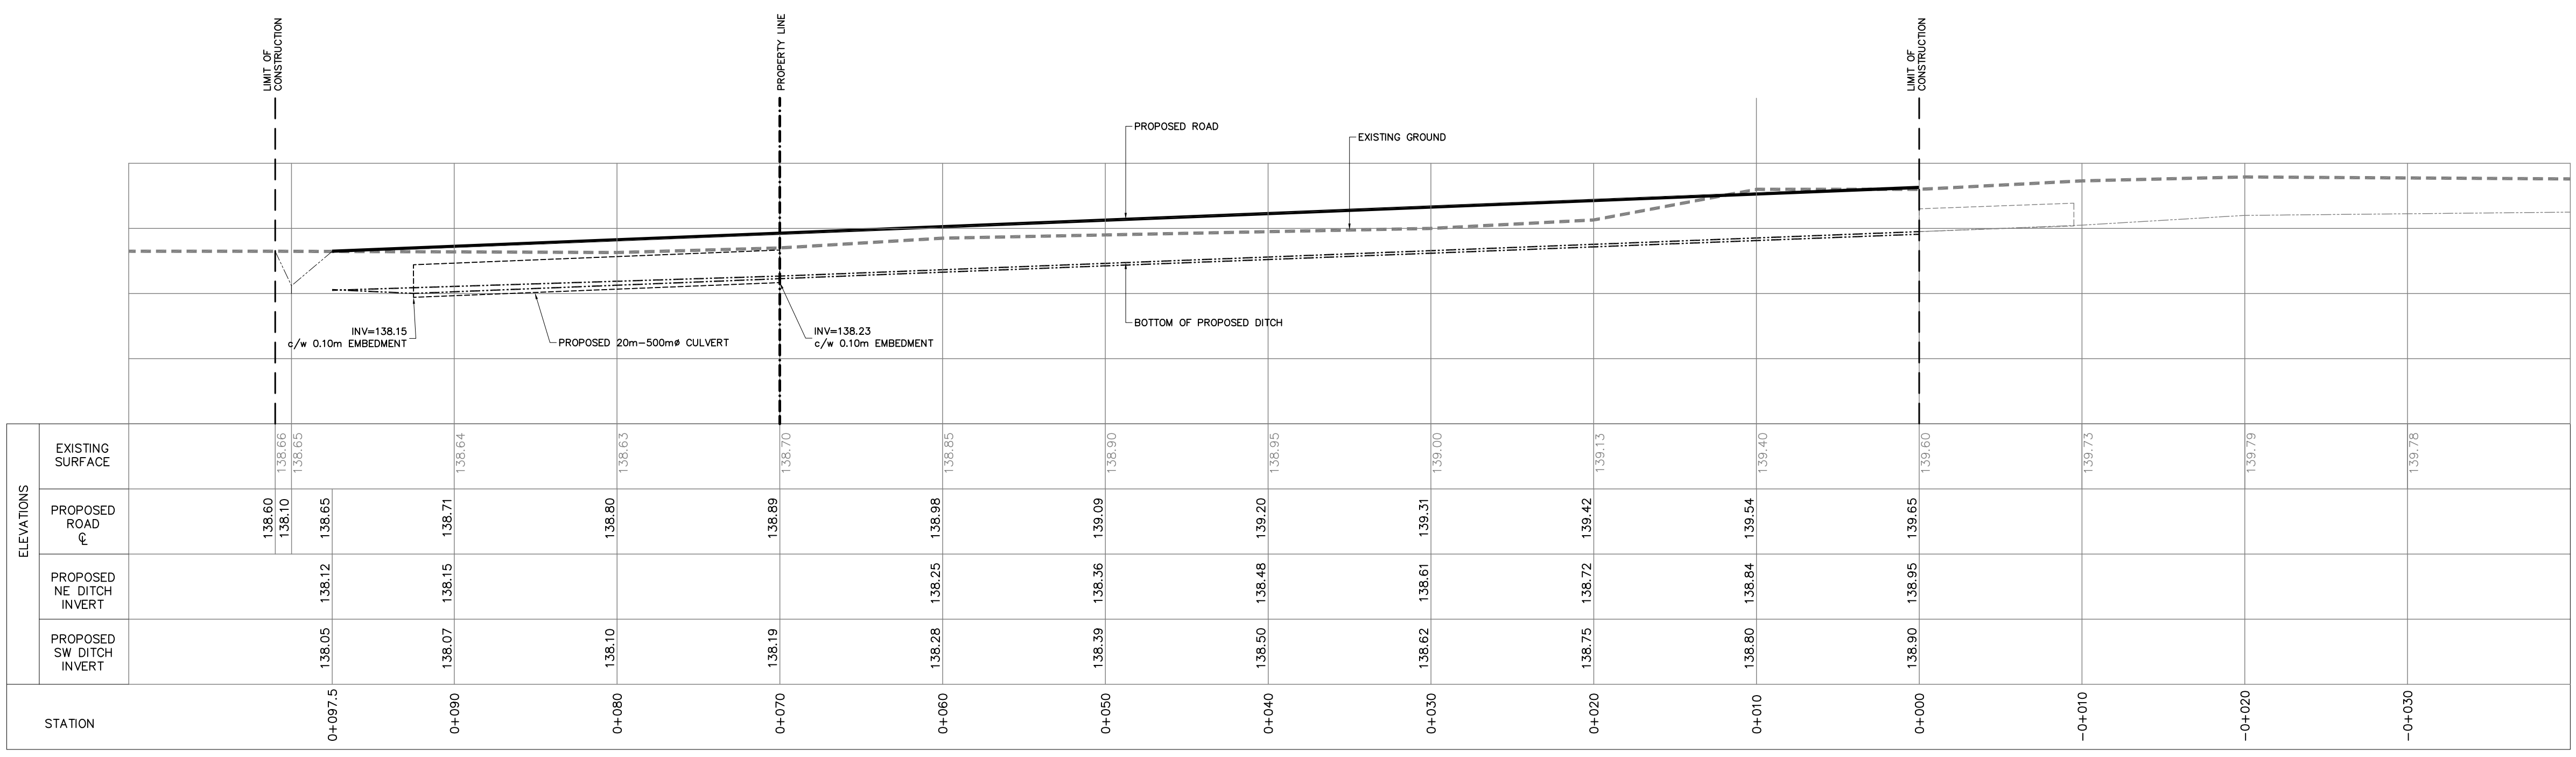 LIMIT OF
CONSTRUCTION
PROPERTY LINE
LIMIT OF
CONSTRUCTION
PROPOSED ROAD
EXISTING GROUND
INV=138.15
c/w 0.10m EMBEDMENT
PROPOSED 20m-500mø CULVERT
INV=138.23
c/w 0.10m EMBEDMENT
BOTTOM OF PROPOSED DITCH
ELEVATIONS
EXISTING
SURFACE
138.66
138.65
138.64
138.63
138.70
138.85
138.90
138.95
139.00
139.13
139.40
139.60
139.73
139.79
139.78
PROPOSED
ROAD
℄
138.60
138.10
138.65
138.71
138.80
138.89
138.98
139.09
139.20
139.31
139.42
139.54
139.65
PROPOSED
NE DITCH
INVERT
138.12
138.15
138.25
138.36
138.48
138.61
138.72
138.84
138.95
PROPOSED
SW DITCH
INVERT
138.05
138.07
138.10
138.19
138.28
138.39
138.50
138.62
138.75
138.80
138.90
STATION
0+097.5
0+090
0+080
0+070
0+060
0+050
0+040
0+030
0+020
0+010
0+000
-0+010
-0+020
-0+030